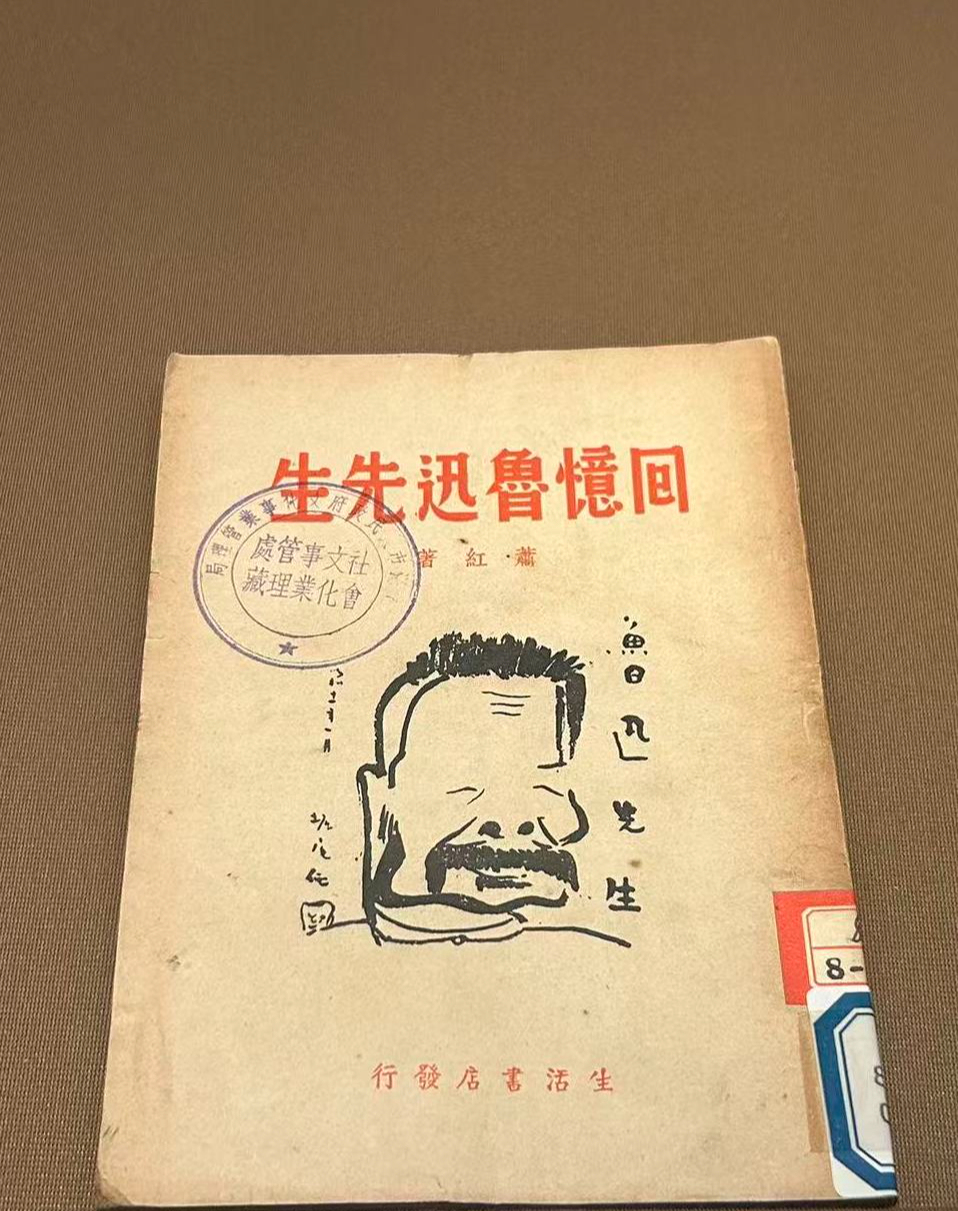 回憶魯迅先生
蕭紅著
社會文化事業管理處藏
魯迅先生
生活書店發行
8-